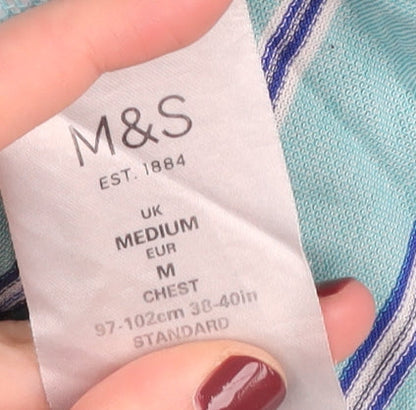 M&S
EST. 1884
UK
MEDIUM
EUR
M
CHEST
97-102cm 38-40in
STANDARD